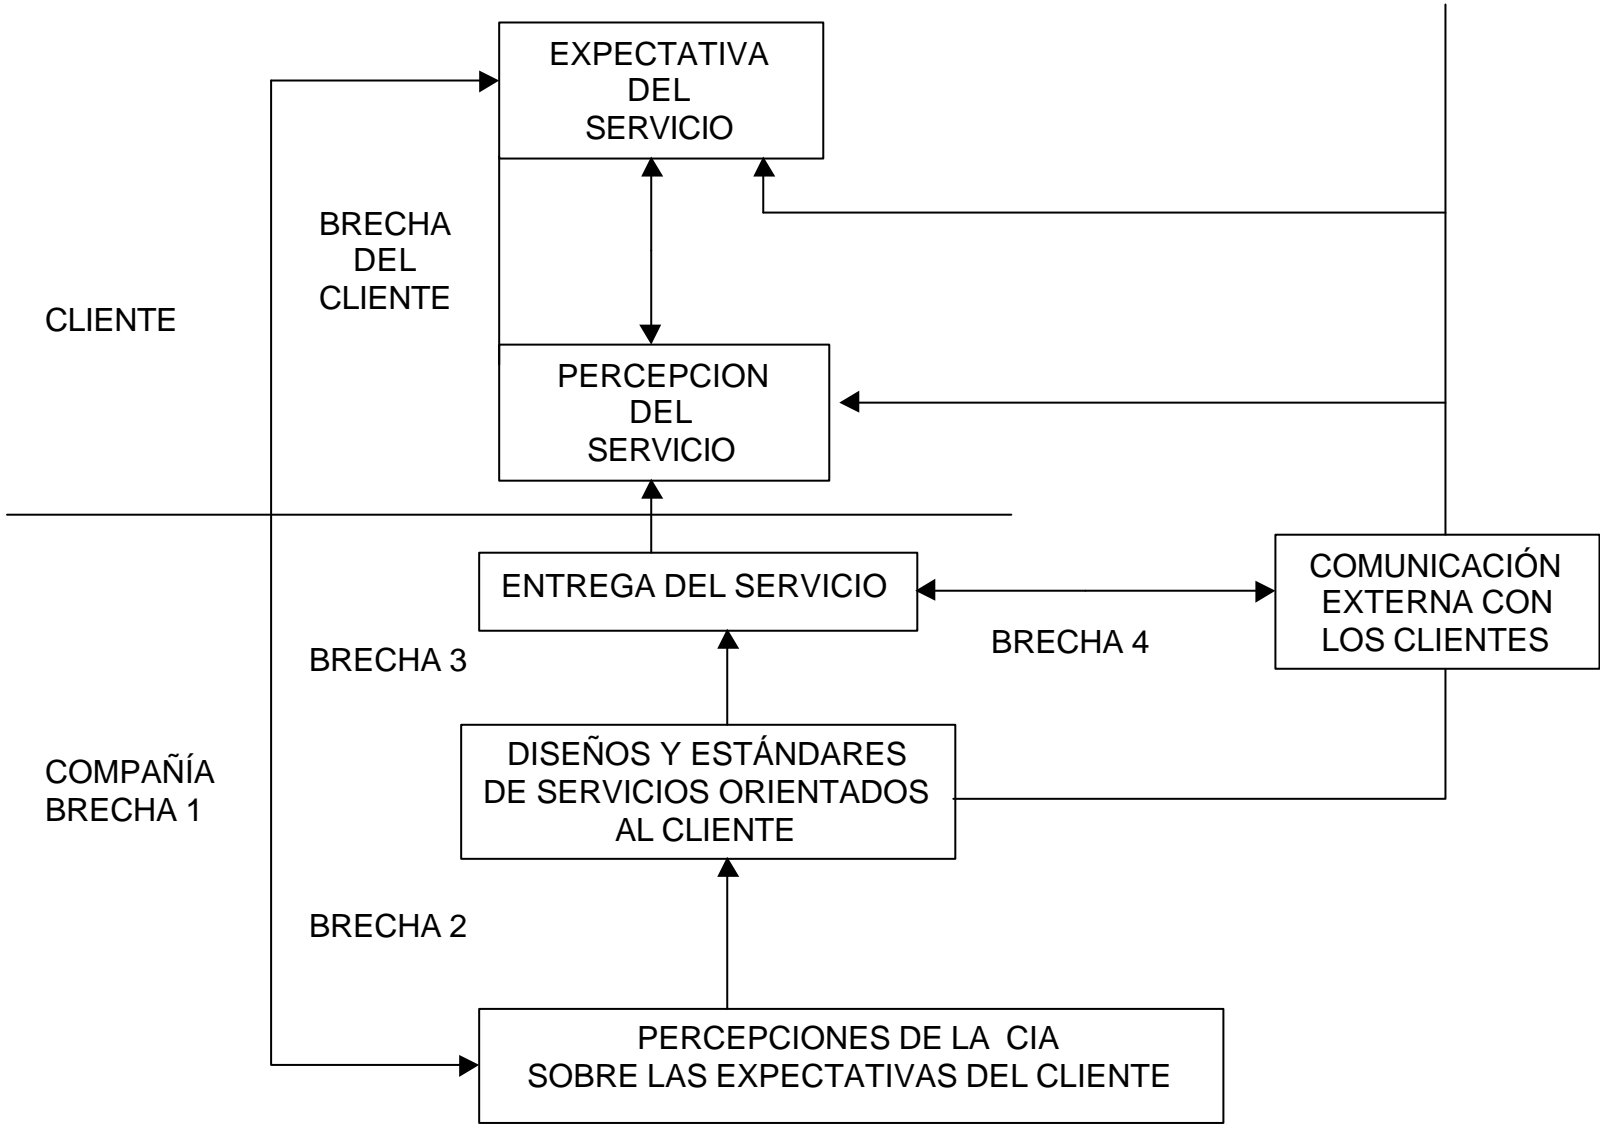 EXPECTATIVA
DEL
SERVICIO
BRECHA
DEL
CLIENTE
CLIENTE
PERCEPCION
DEL
SERVICIO
ENTREGA DEL SERVICIO
COMUNICACIÓN
EXTERNA CON
LOS CLIENTES
BRECHA 4
BRECHA 3
DISEÑOS Y ESTÁNDARES
DE SERVICIOS ORIENTADOS
AL CLIENTE
COMPAÑÍA
BRECHA 1
BRECHA 2
PERCEPCIONES DE LA CIA
SOBRE LAS EXPECTATIVAS DEL CLIENTE